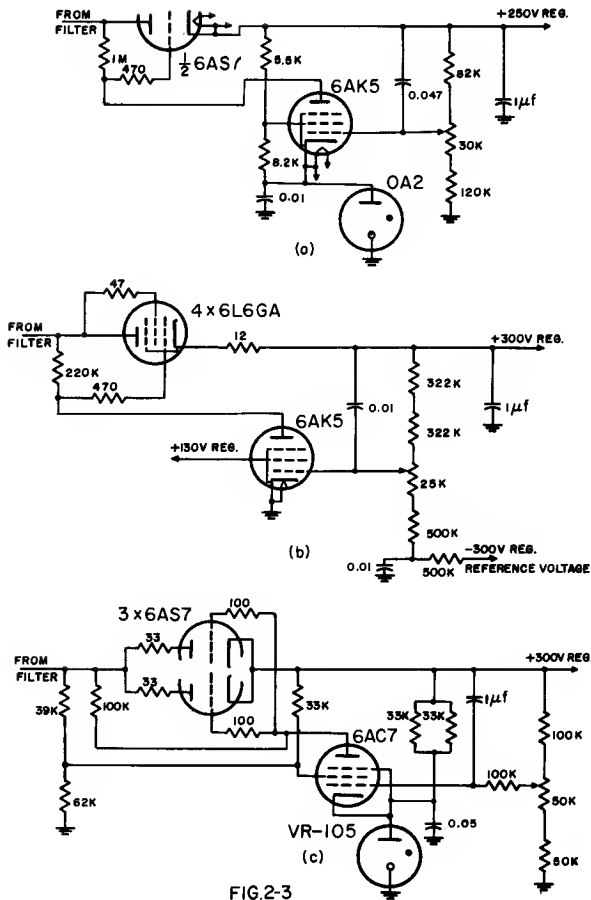 FROM
FILTER
1M
470
½ 6AS7
5.5K
6AK5
0.047
+250V REG.
82K
1µf
30K
8.2K
0.01
0A2
120K
(a)
47
4 x 6L6GA
FROM
FILTER
12
+300V REG.
220K
470
322K
6AK5
0.01
1µf
322K
+130V REG.
25K
500K
(b)
0.01
500K
-300V REG.
REFERENCE VOLTAGE
3 x 6AS7
100
33
FROM
FILTER
+300V REG.
33
39K
100K
100
33K
33K
33K
1µf
6AC7
100K
100K
50K
62K
VR-105
0.05
50K
(c)
FIG.2-3